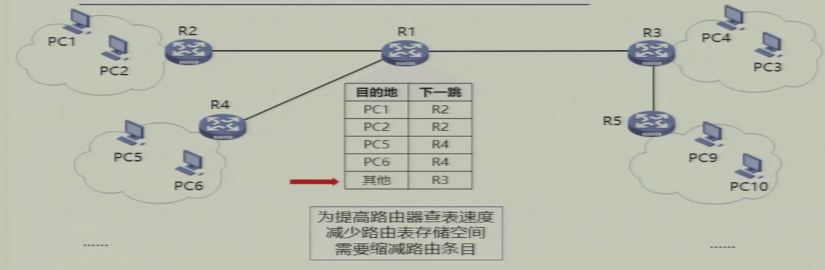 R2
R1
R3
PC1
PC2
PC4
PC3
R4
R5
PC5
PC6
PC9
PC10
目的地 下一跳
PC1 R2
PC2 R2
PC5 R4
PC6 R4
其他 R3
为提高路由器查表速度
减少路由表存储空间
需要缩减路由条目
......
......